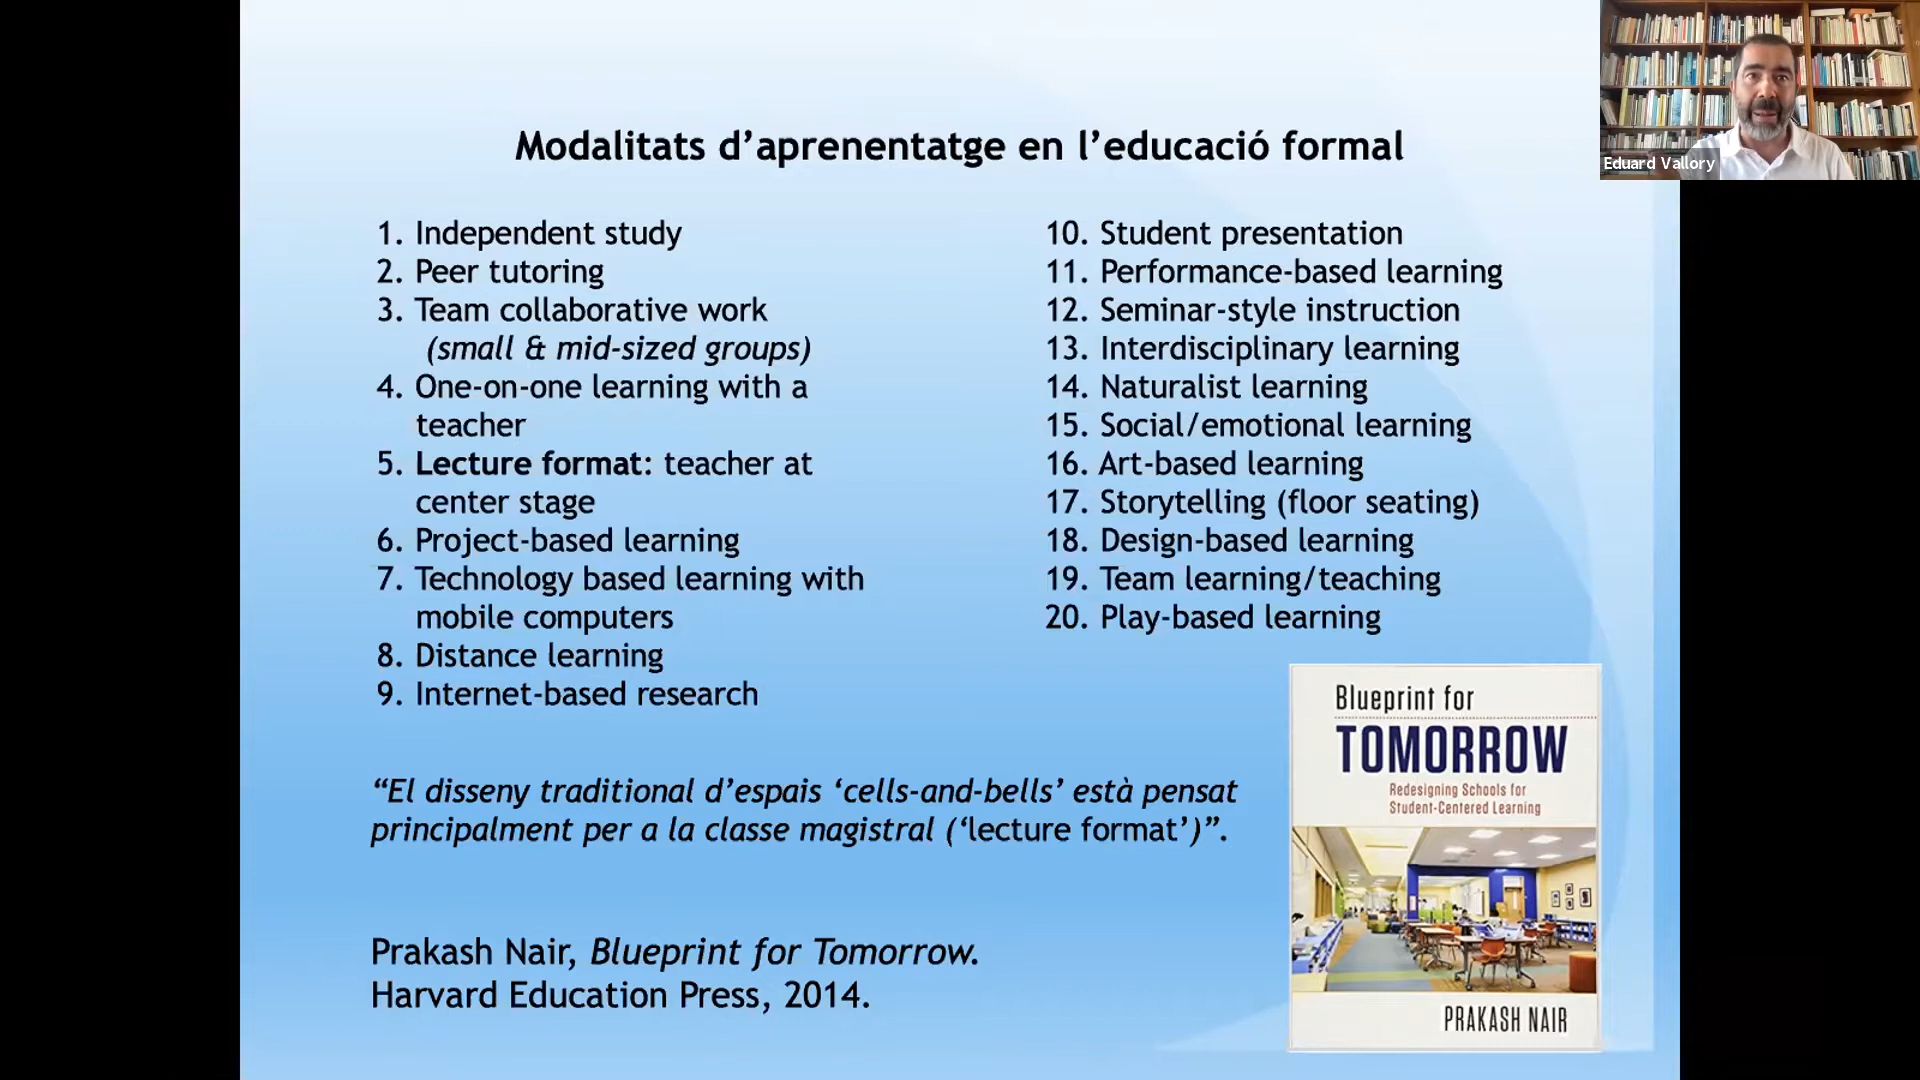 Modalitats d’aprenentatge en l’educació formal
Eduard Vallory
1. Independent study
2. Peer tutoring
3. Team collaborative work
(small & mid-sized groups)
4. One-on-one learning with a
teacher
5. Lecture format: teacher at
center stage
6. Project-based learning
7. Technology based learning with
mobile computers
8. Distance learning
9. Internet-based research
10. Student presentation
11. Performance-based learning
12. Seminar-style instruction
13. Interdisciplinary learning
14. Naturalist learning
15. Social/emotional learning
16. Art-based learning
17. Storytelling (floor seating)
18. Design-based learning
19. Team learning/teaching
20. Play-based learning
“El disseny traditional d’espais ‘cells-and-bells’ està pensat
principalment per a la classe magistral (‘lecture format’)”.
Prakash Nair, Blueprint for Tomorrow.
Harvard Education Press, 2014.
Blueprint for
TOMORROW
Redesigning Schools for
Student-Centered Learning
PRAKASH NAIR